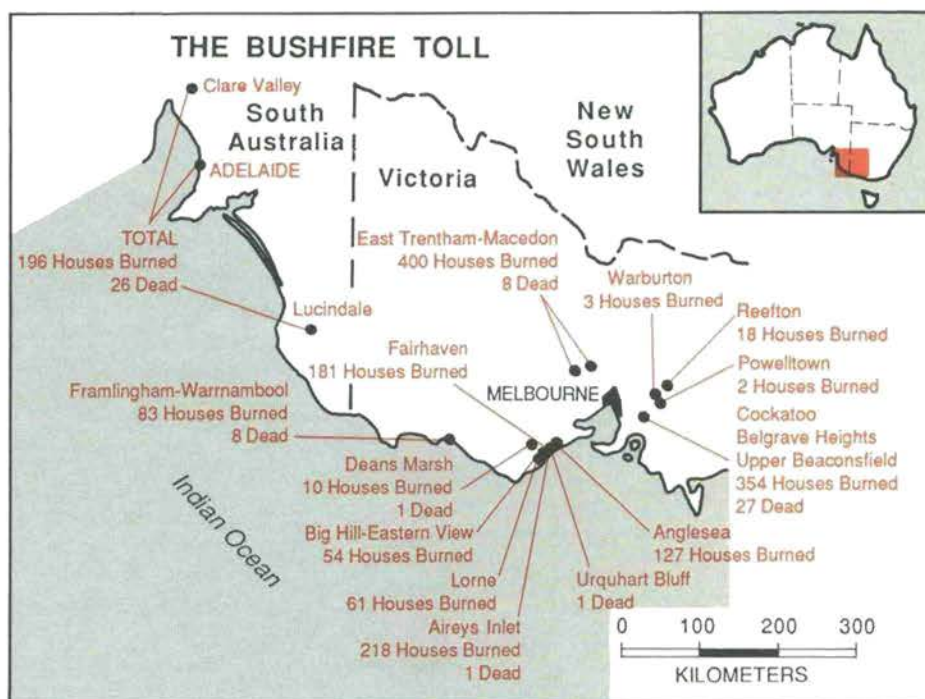 THE BUSHFIRE TOLL
Clare Valley
South
Australia
ADELAIDE
Victoria
New
South
Wales
TOTAL
196 Houses Burned
26 Dead
Lucindale
East Trentham-Macedon
400 Houses Burned
8 Dead
Warburton
3 Houses Burned
Reefton
18 Houses Burned
Powelltown
2 Houses Burned
Fairhaven
181 Houses Burned
MELBOURNE
Cockatoo
Belgrave Heights
Upper Beaconsfield
354 Houses Burned
27 Dead
Framlingham-Warrnambool
83 Houses Burned
8 Dead
Deans Marsh
10 Houses Burned
1 Dead
Big Hill-Eastern View
54 Houses Burned
Lorne
61 Houses Burned
Aireys Inlet
218 Houses Burned
1 Dead
Anglesea
127 Houses Burned
Urquhart Bluff
1 Dead
Indian Ocean
0 100 200 300
KILOMETERS